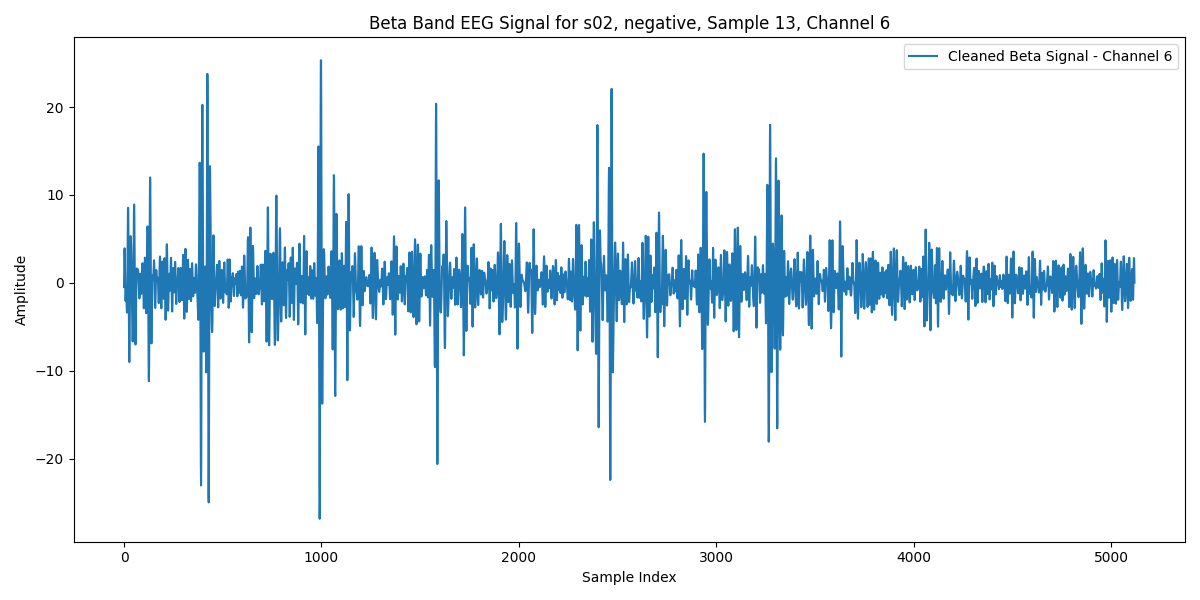 Beta Band EEG Signal for s02, negative, Sample 13, Channel 6
Cleaned Beta Signal - Channel 6
Amplitude
20
10
0
−10
−20
0 1000 2000 3000 4000 5000
Sample Index